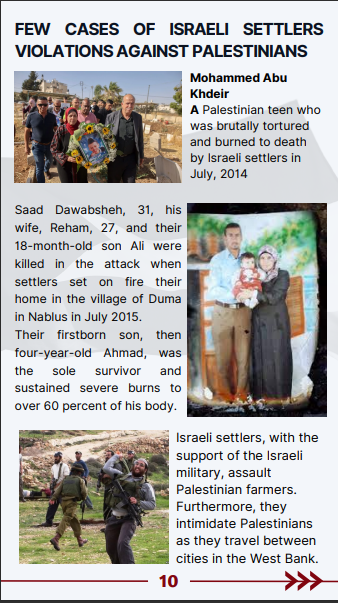 FEW CASES OF ISRAELI SETTLERS
VIOLATIONS AGAINST PALESTINIANS
Mohammed Abu
Khdeir
A Palestinian teen who
was brutally tortured
and burned to death
by Israeli settlers in
July, 2014
Saad Dawabsheh, 31, his
wife, Reham, 27, and their
18-month-old son Ali were
killed in the attack when
settlers set on fire their
home in the village of Duma
in Nablus in July 2015.
Their firstborn son, then
four-year-old Ahmad, was
the sole survivor and
sustained severe burns to
over 60 percent of his body.
Israeli settlers, with the
support of the Israeli
military, assault
Palestinian farmers.
Furthermore, they
intimidate Palestinians
as they travel between
cities in the West Bank.
10